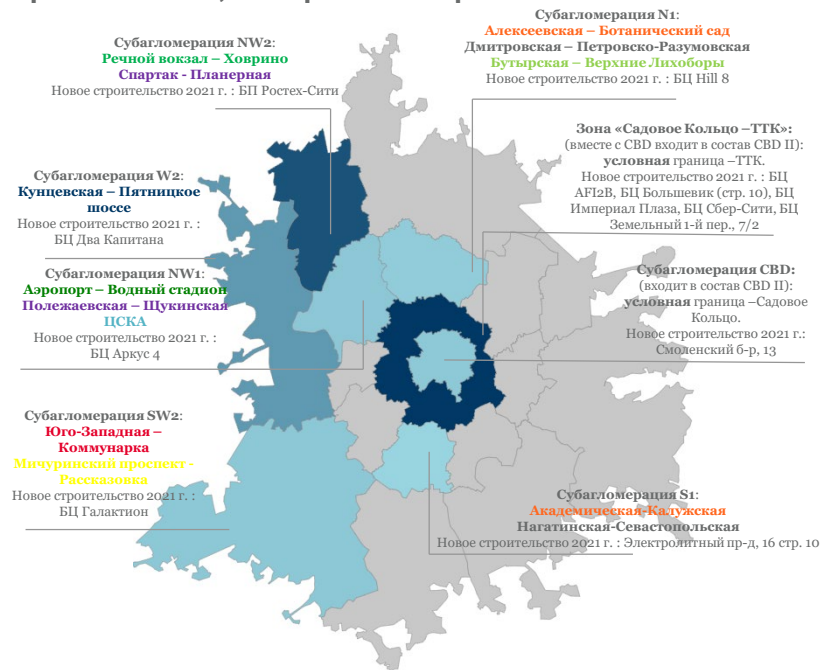 Субагломерация N1:
Алексеевская – Ботанический сад
Дмитровская – Петровско-Разумовская
Бутырская – Верхние Лихоборы
Новое строительство 2021 г. : БЦ Hill 8
Субагломерация NW2:
Речной вокзал – Ховрино
Спартак - Планерная
Новое строительство 2021 г. : БП Ростех-Сити
Зона «Садовое Кольцо –ТТК»:
(вместе с CBD входит в состав CBD II):
условная граница –ТТК.
Новое строительство 2021 г. : БЦ
AFI2B, БЦ Большевик (стр. 10), БЦ
Империал Плаза, БЦ Сбер-Сити, БЦ
Земельный 1-й пер., 7/2
Субагломерация W2:
Кунцевская – Пятницкое
шоссе
Новое строительство 2021 г. :
БЦ Два Капитана
Субагломерация NW1:
Аэропорт – Водный стадион
Полежаевская – Щукинская
ЦСКА
Новое строительство 2021 г. :
БЦ Аркус 4
Субагломерация CBD:
(входит в состав CBD II):
условная граница –Садовое
Кольцо.
Новое строительство 2021 г.:
Смоленский б-р, 13
Субагломерация SW2:
Юго-Западная –
Коммунарка
Мичуринский проспект -
Рассказовка
Новое строительство 2021 г. :
БЦ Галактион
Субагломерация S1:
Академическая-Калужская
Нагатинская-Севастопольская
Новое строительство 2021 г. : Электролитный пр-д, 16 стр. 10